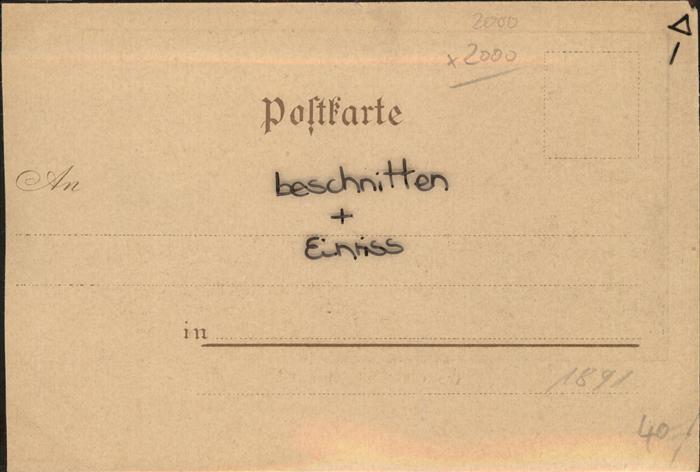 2000
x 2000
Postkarte
An
beschnitten
+
Einriss
in
1891
40,-